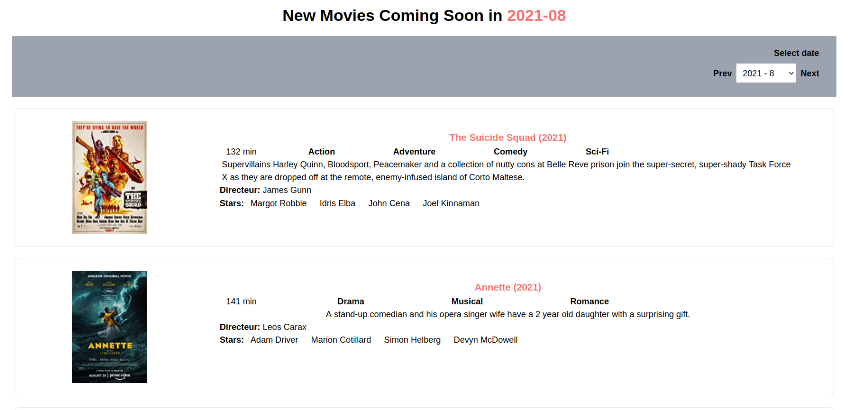 New Movies Coming Soon in 2021-08
Select date
Prev 2021 - 8 Next
THEY'RE DYING TO SAVE THE WORLD
THE
SUICIDE
SQUAD
The Suicide Squad (2021)
132 min Action Adventure Comedy Sci-Fi
Supervillains Harley Quinn, Bloodsport, Peacemaker and a collection of nutty cons at Belle Reve prison join the super-secret, super-shady Task Force
X as they are dropped off at the remote, enemy-infused island of Corto Maltese.
Directeur: James Gunn
Stars: Margot Robbie Idris Elba John Cena Joel Kinnaman
AMAZON ORIGINAL MOVIE
ANNETTE
Annette (2021)
141 min Drama Musical Romance
A stand-up comedian and his opera singer wife have a 2 year old daughter with a surprising gift.
Directeur: Leos Carax
Stars: Adam Driver Marion Cotillard Simon Helberg Devyn McDowell